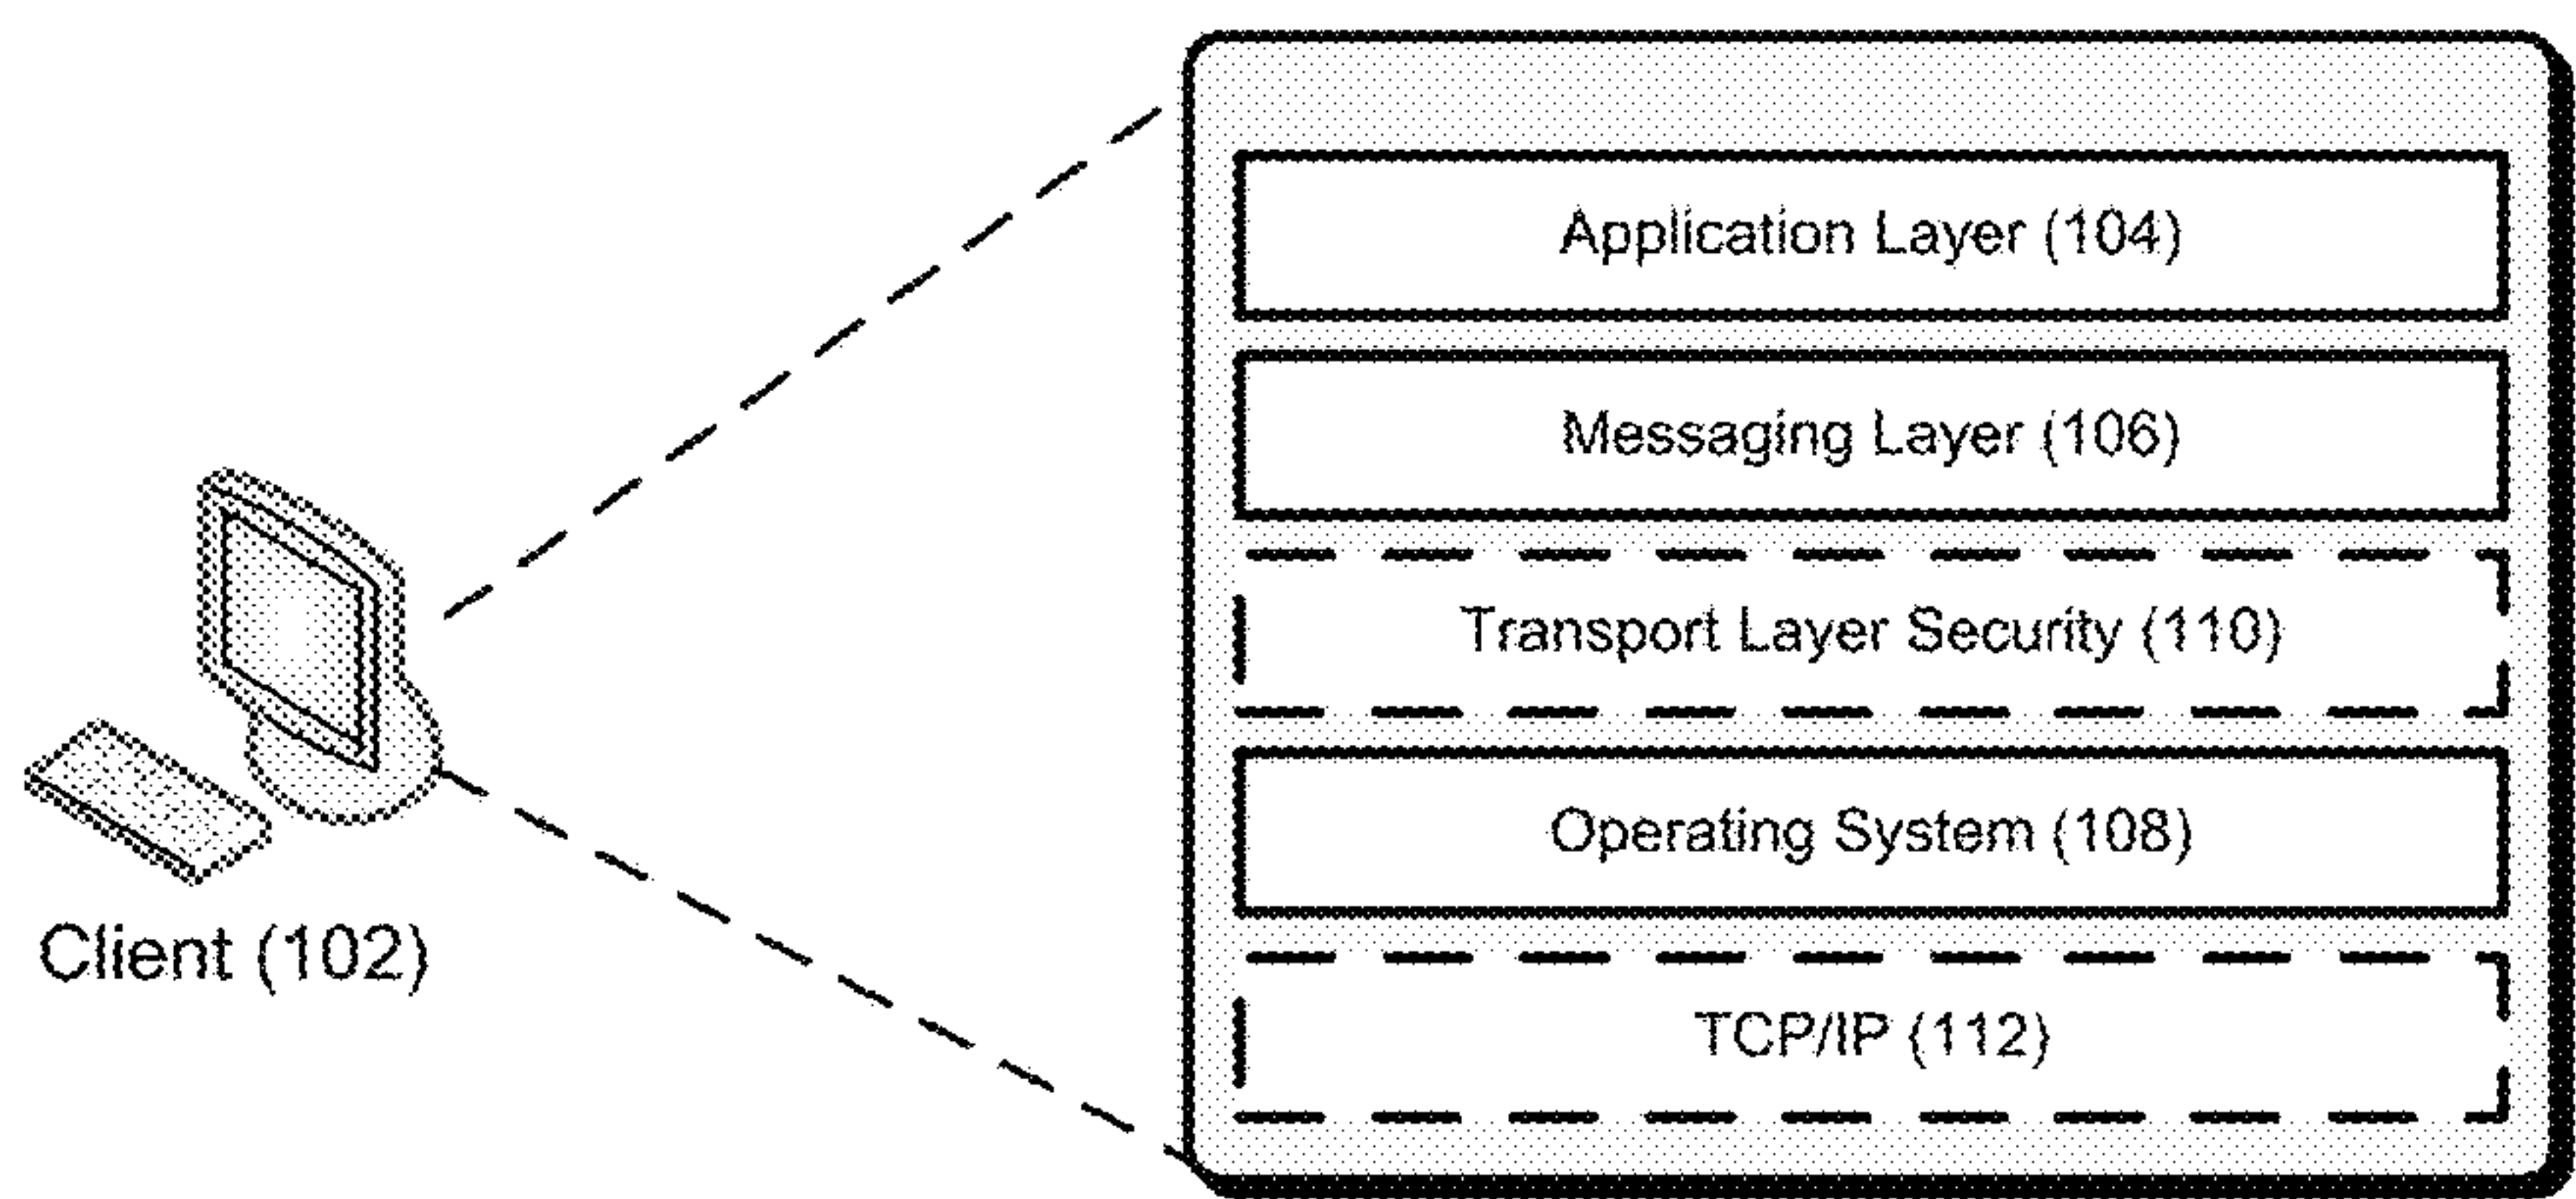 Application Layer (104)
Messaging Layer (106)
Transport Layer Security (110)
Operating System (108)
TCP/IP (112)
Client (102)